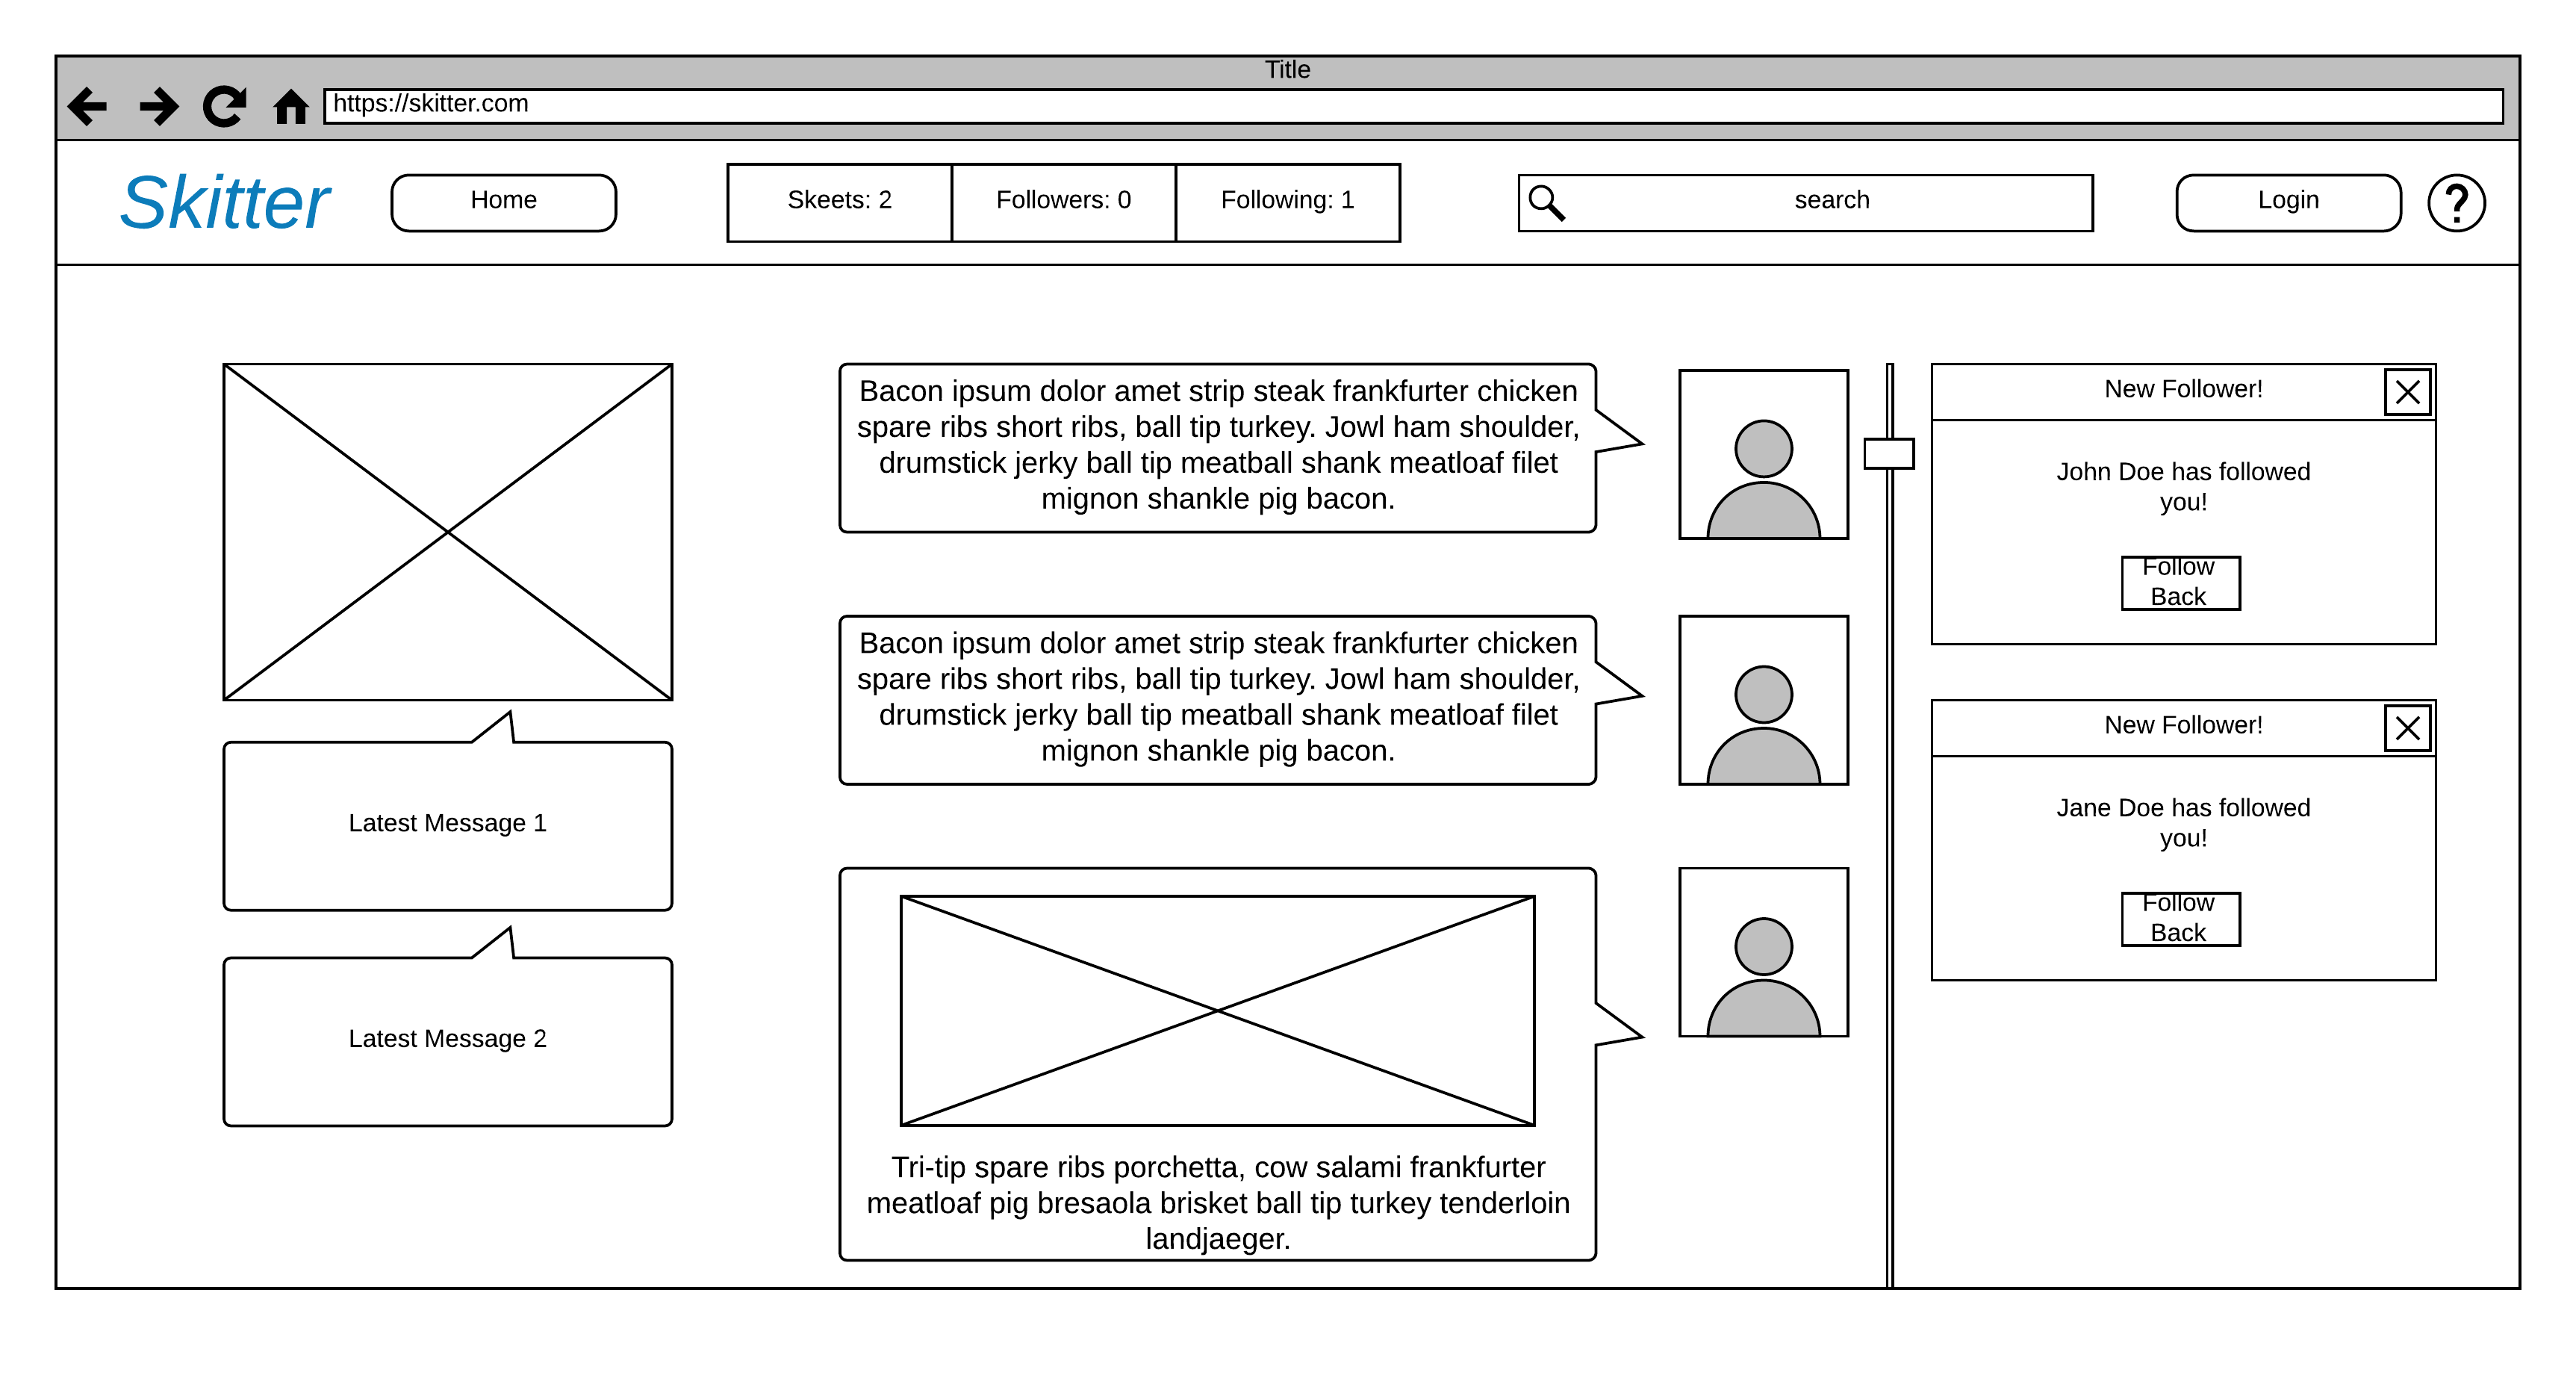 Title
https://skitter.com
Skitter
Home
Skeets: 2
Followers: 0
Following: 1
search
Login
?
Latest Message 1
Latest Message 2
Bacon ipsum dolor amet strip steak frankfurter chicken
spare ribs short ribs, ball tip turkey. Jowl ham shoulder,
drumstick jerky ball tip meatball shank meatloaf filet
mignon shankle pig bacon.
Bacon ipsum dolor amet strip steak frankfurter chicken
spare ribs short ribs, ball tip turkey. Jowl ham shoulder,
drumstick jerky ball tip meatball shank meatloaf filet
mignon shankle pig bacon.
Tri-tip spare ribs porchetta, cow salami frankfurter
meatloaf pig bresaola brisket ball tip turkey tenderloin
landjaeger.
New Follower!
John Doe has followed
you!
Follow
Back
New Follower!
Jane Doe has followed
you!
Follow
Back